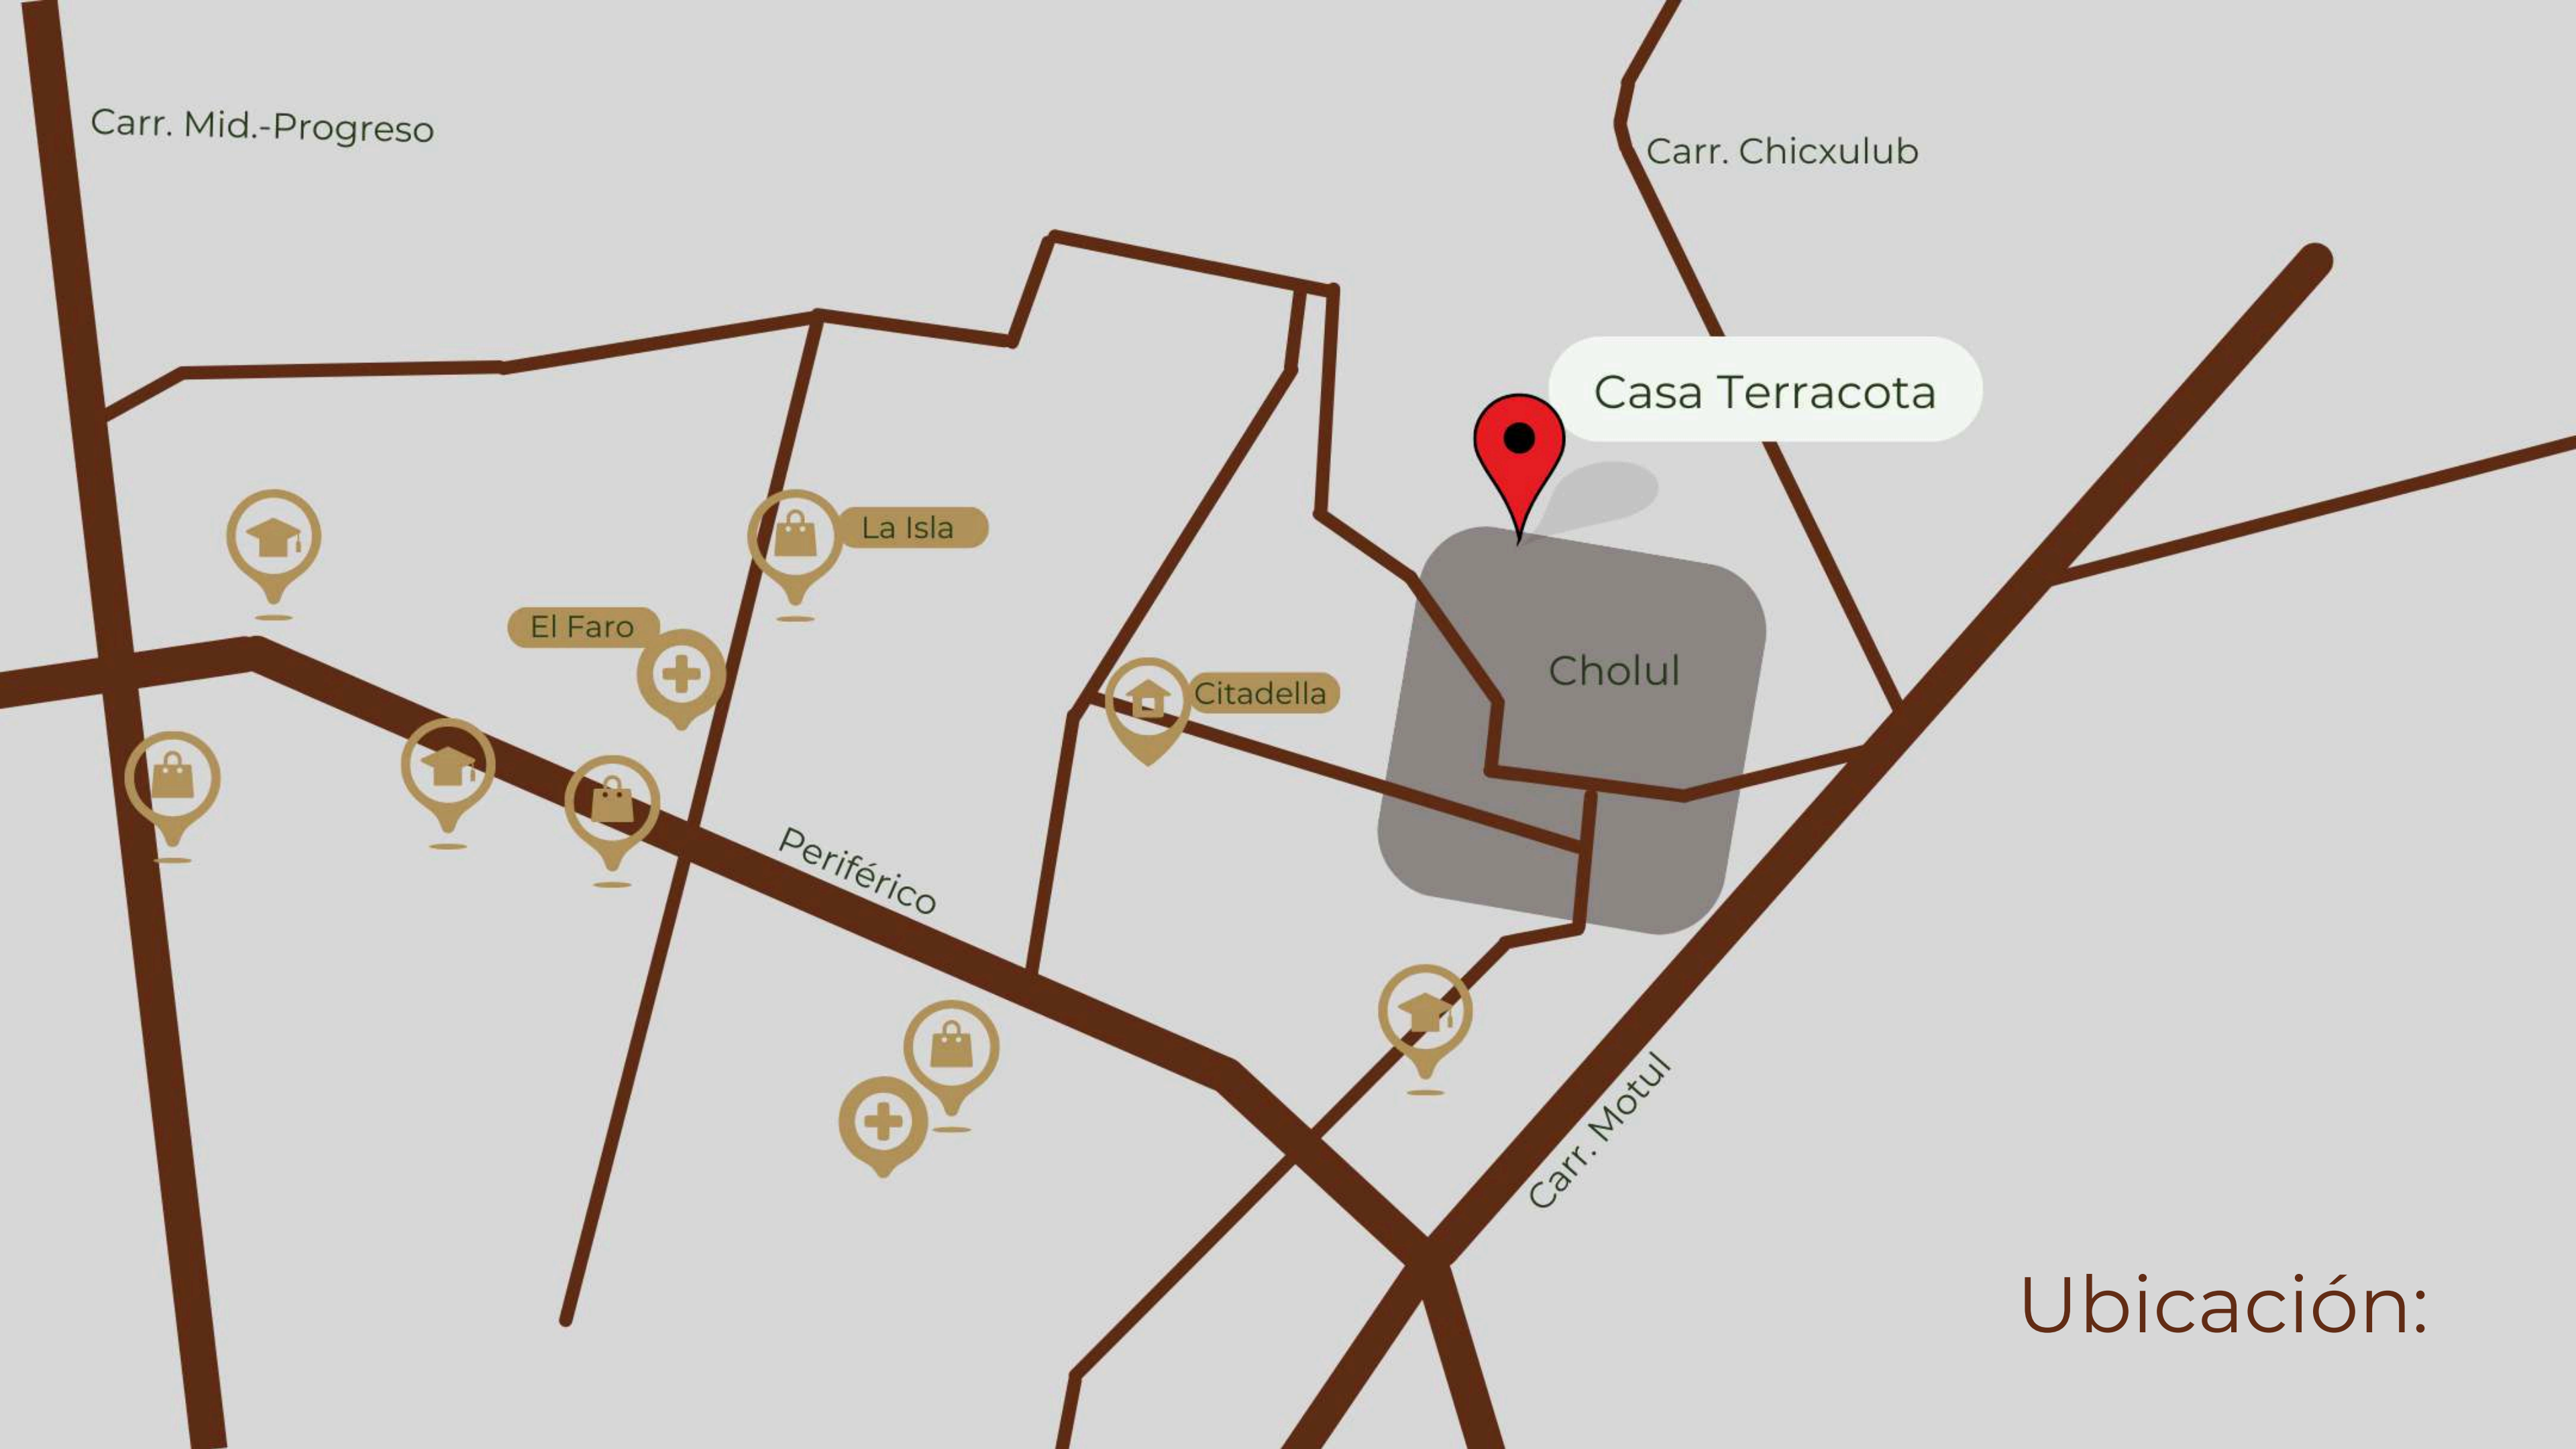 Carr. Mid.-Progreso
Carr. Chicxulub
Casa Terracota
La Isla
El Faro
Cholul
Citadella
Periférico
Carr. Motul
Ubicación: